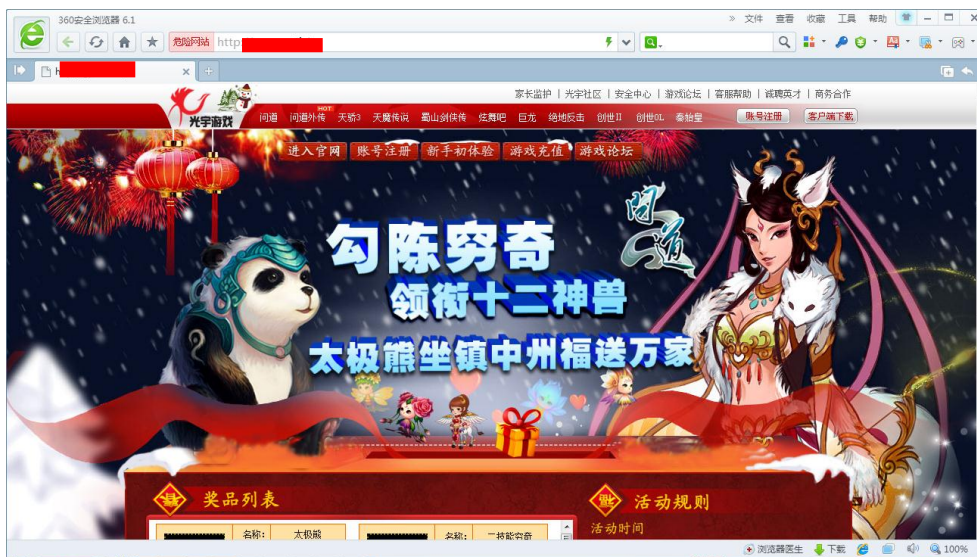 360安全浏览器 6.1
» 文件 查看 收藏 工具 帮助
危险网站 http
h
家长监护 | 光宇社区 | 安全中心 | 游戏论坛 | 客服帮助 | 诚聘英才 | 商务合作
光宇游戏
HOT
问道 问道外传 天骄3 天魔传说 蜀山剑侠传 炫舞吧 巨龙 绝地反击 创世II 创世OL 秦始皇
账号注册 客户端下载
进入官网 账号注册 新手初体验 游戏充值 游戏论坛
问道
勾陈穷奇
领衔十二神兽
太极熊坐镇中州福送万家
奖品列表
活动规则
活动时间
名称: 太极熊
名称: 二技能穷奇
浏览器医生 下载 100%